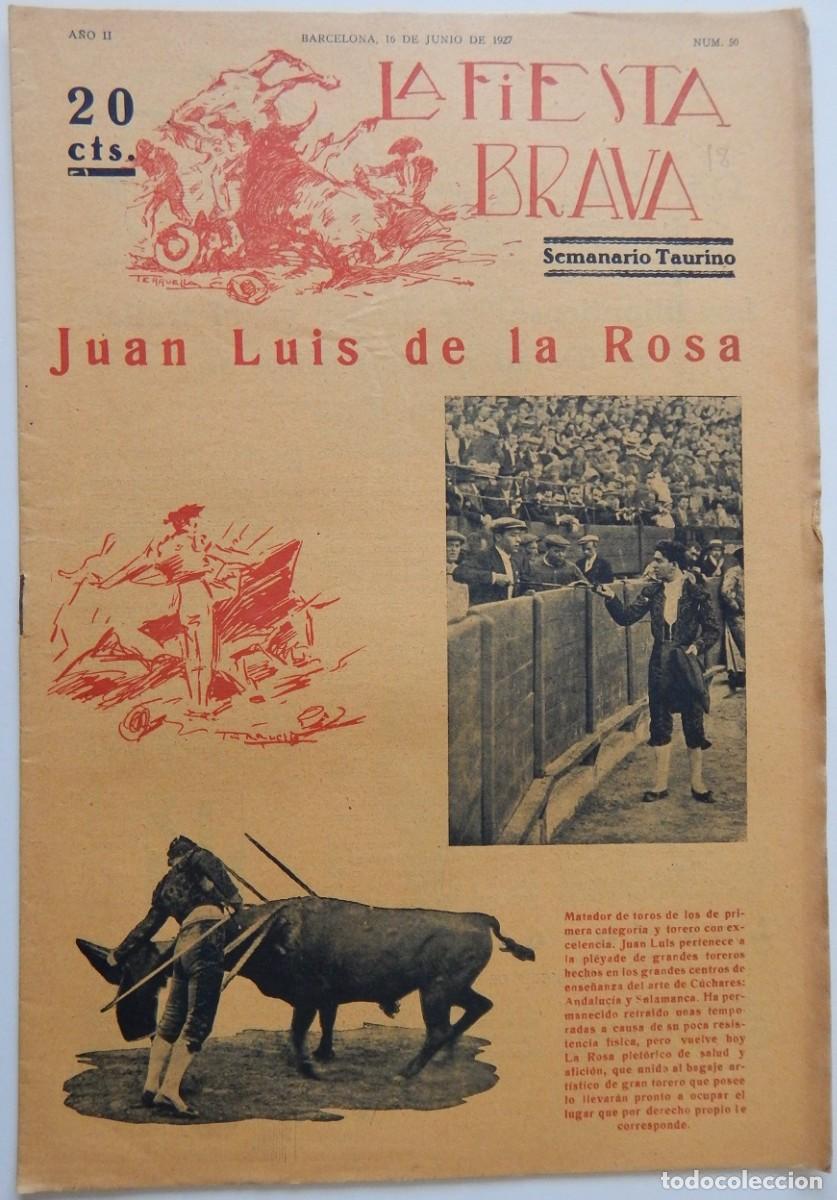 AÑO II
BARCELONA, 16 DE JUNIO DE 1927
NUM. 50
20
cts.
LA FIESTA
BRAVA
18
Semanario Taurino
Juan Luis de la Rosa
Matador de toros de los de pri-
mera categoría y torero con ex-
celencia. Juan Luis pertenece a
la pléyade de grandes toreros
hechos en los grandes centros de
enseñanza del arte de Cúchares:
Andalucía y Salamanca. Ha per-
manecido retraído unas tempo-
radas a causa de su poca resis-
tencia física, pero vuelve hoy
La Rosa pletórico de salud y
afición, que unido al bagaje ar-
tístico de gran torero que posee
lo llevarán pronto a ocupar el
lugar que por derecho propio le
corresponde.
todocoleccion